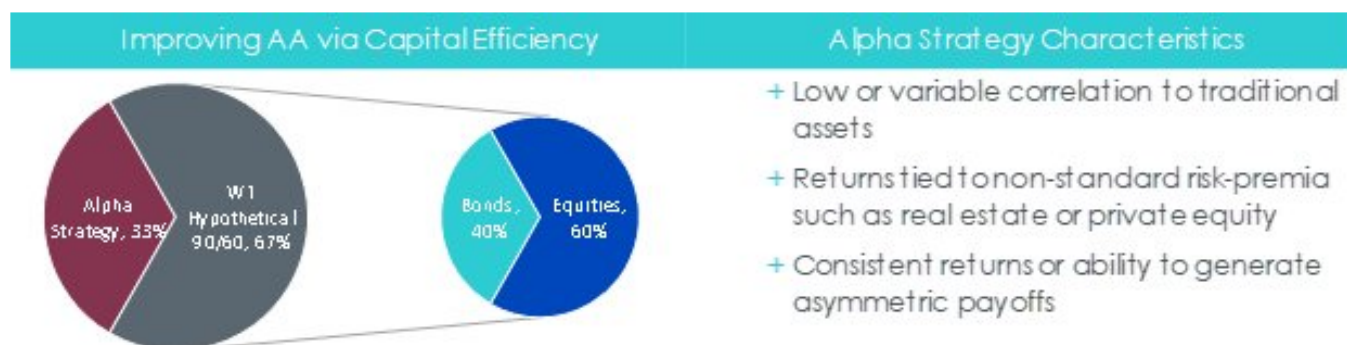 Improving AA via Capital Efficiency
Alpha
Strategy, 33%
WT
Hypothetical
90/60, 67%
Bonds,
40%
Equities,
60%
Alpha Strategy Characteristics
+ Low or variable correlation to traditional
assets
+ Returns tied to non-standard risk-premia
such as real estate or private equity
+ Consistent returns or ability to generate
asymmetric payoffs